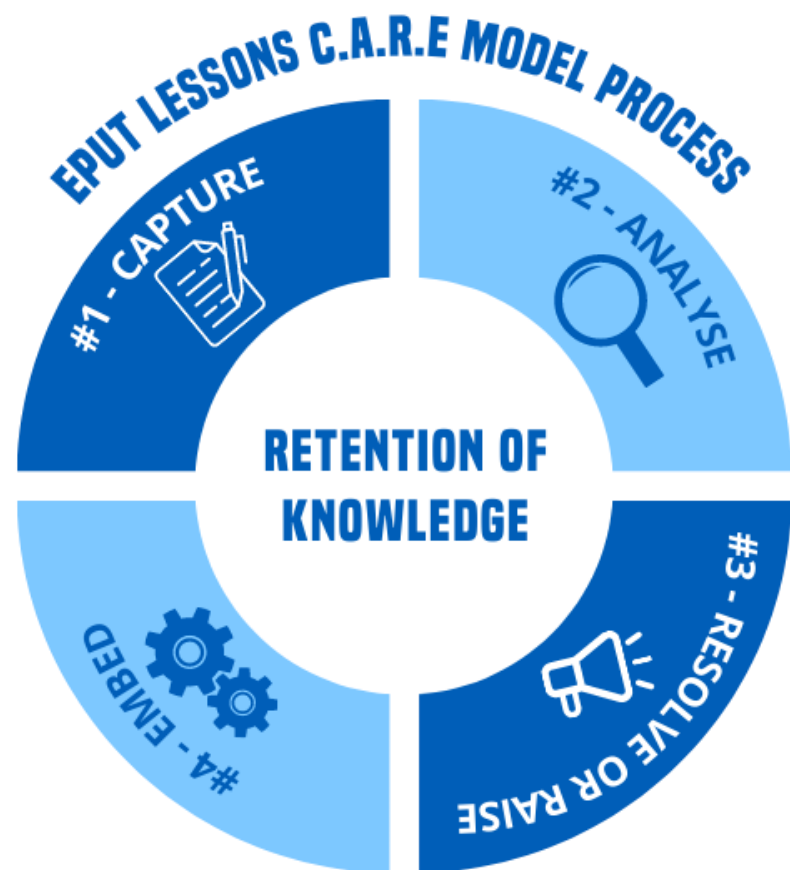 EPUT LESSONS C.A.R.E MODEL PROCESS
#1 - CAPTURE
#2 - ANALYSE
#3 - RESOLVE OR RAISE
#4 - EMBED
RETENTION OF
KNOWLEDGE